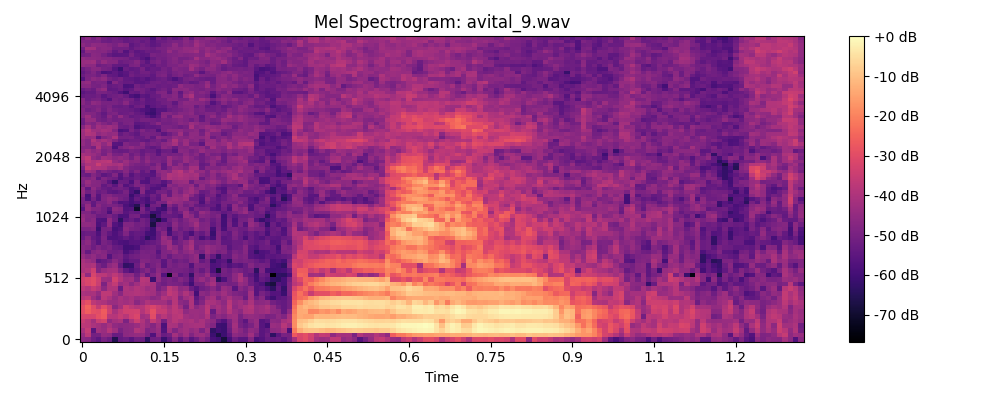 Mel Spectrogram: avital_9.wav
+0 dB
-10 dB
-20 dB
-30 dB
-40 dB
-50 dB
-60 dB
-70 dB
4096
2048
1024
512
0
Hz
0
0.15
0.3
0.45
0.6
0.75
0.9
1.1
1.2
Time